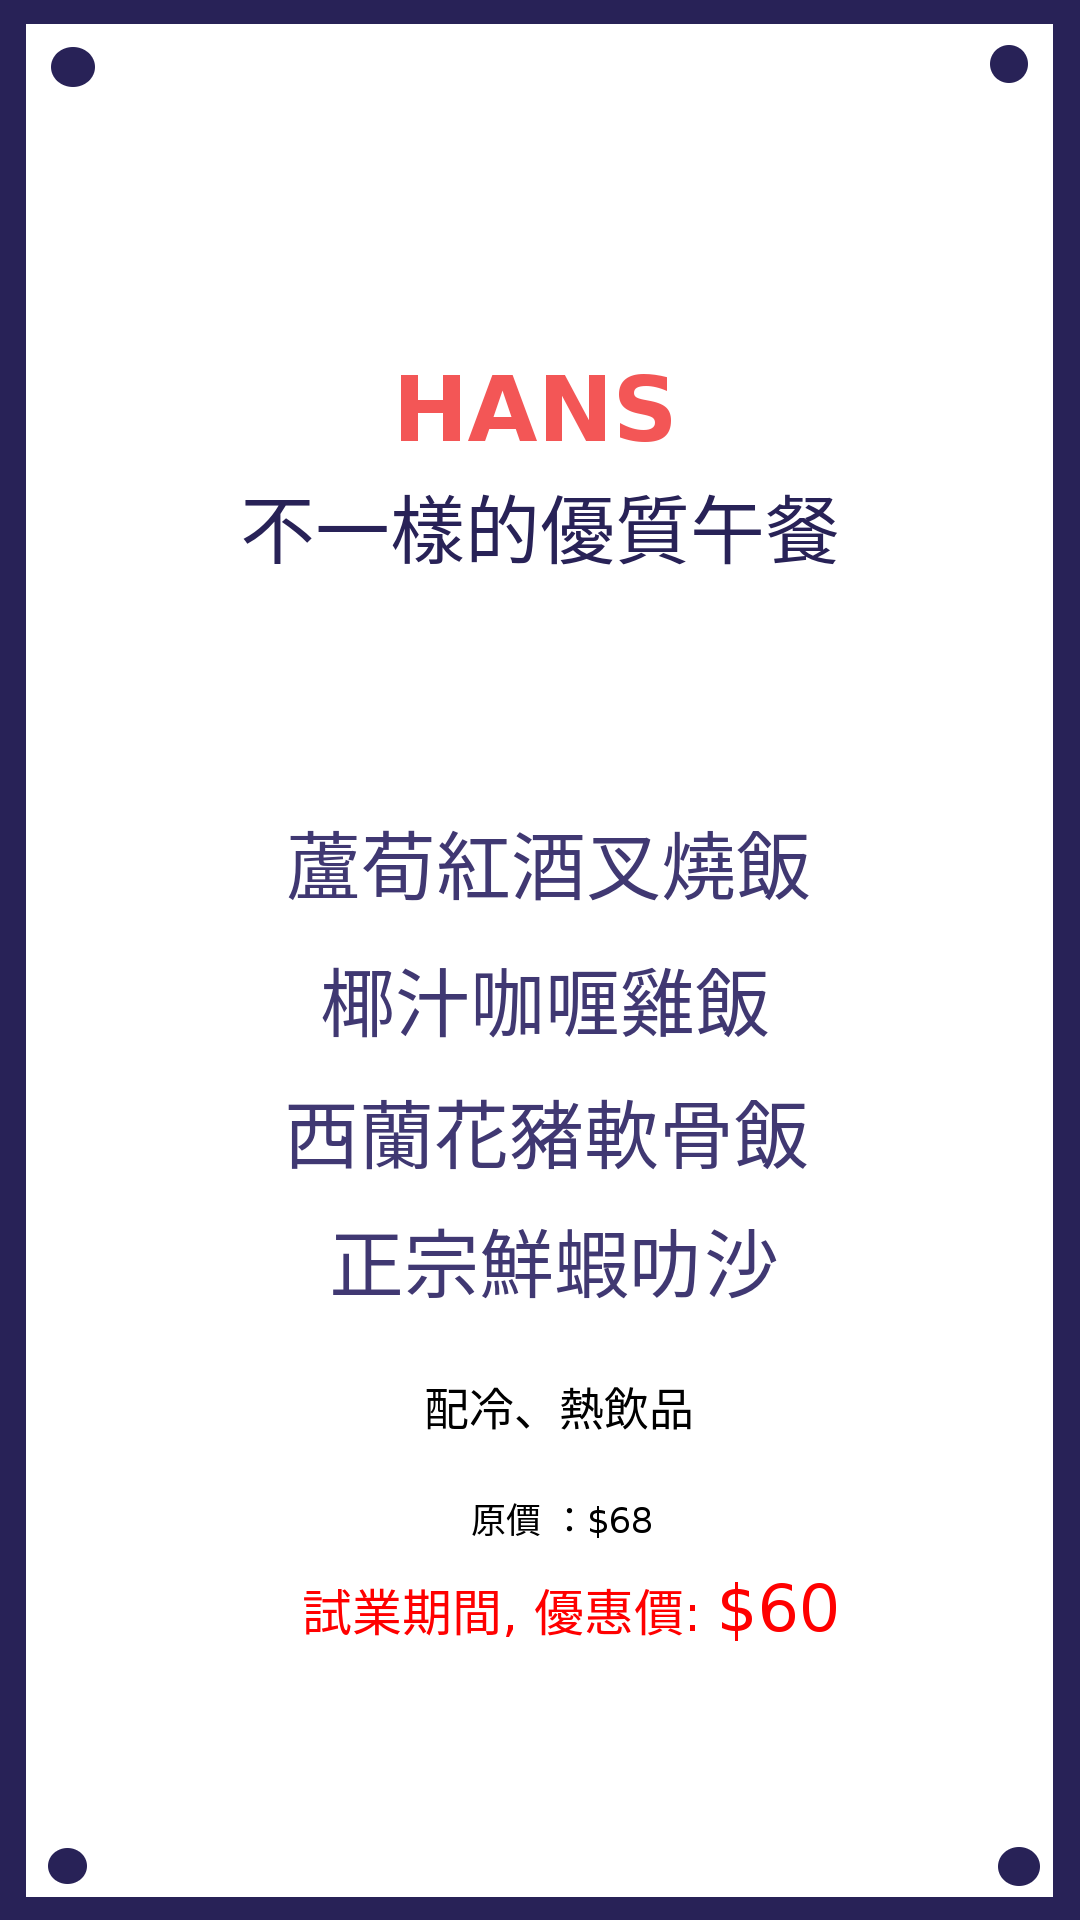 HANS
不一樣的優質午餐
蘆荀紅酒叉燒飯
椰汁咖喱雞飯
西蘭花豬軟骨飯
正宗鮮蝦叻沙
配冷、熱飲品
原價 ：$68
試業期間, 優惠價: $60